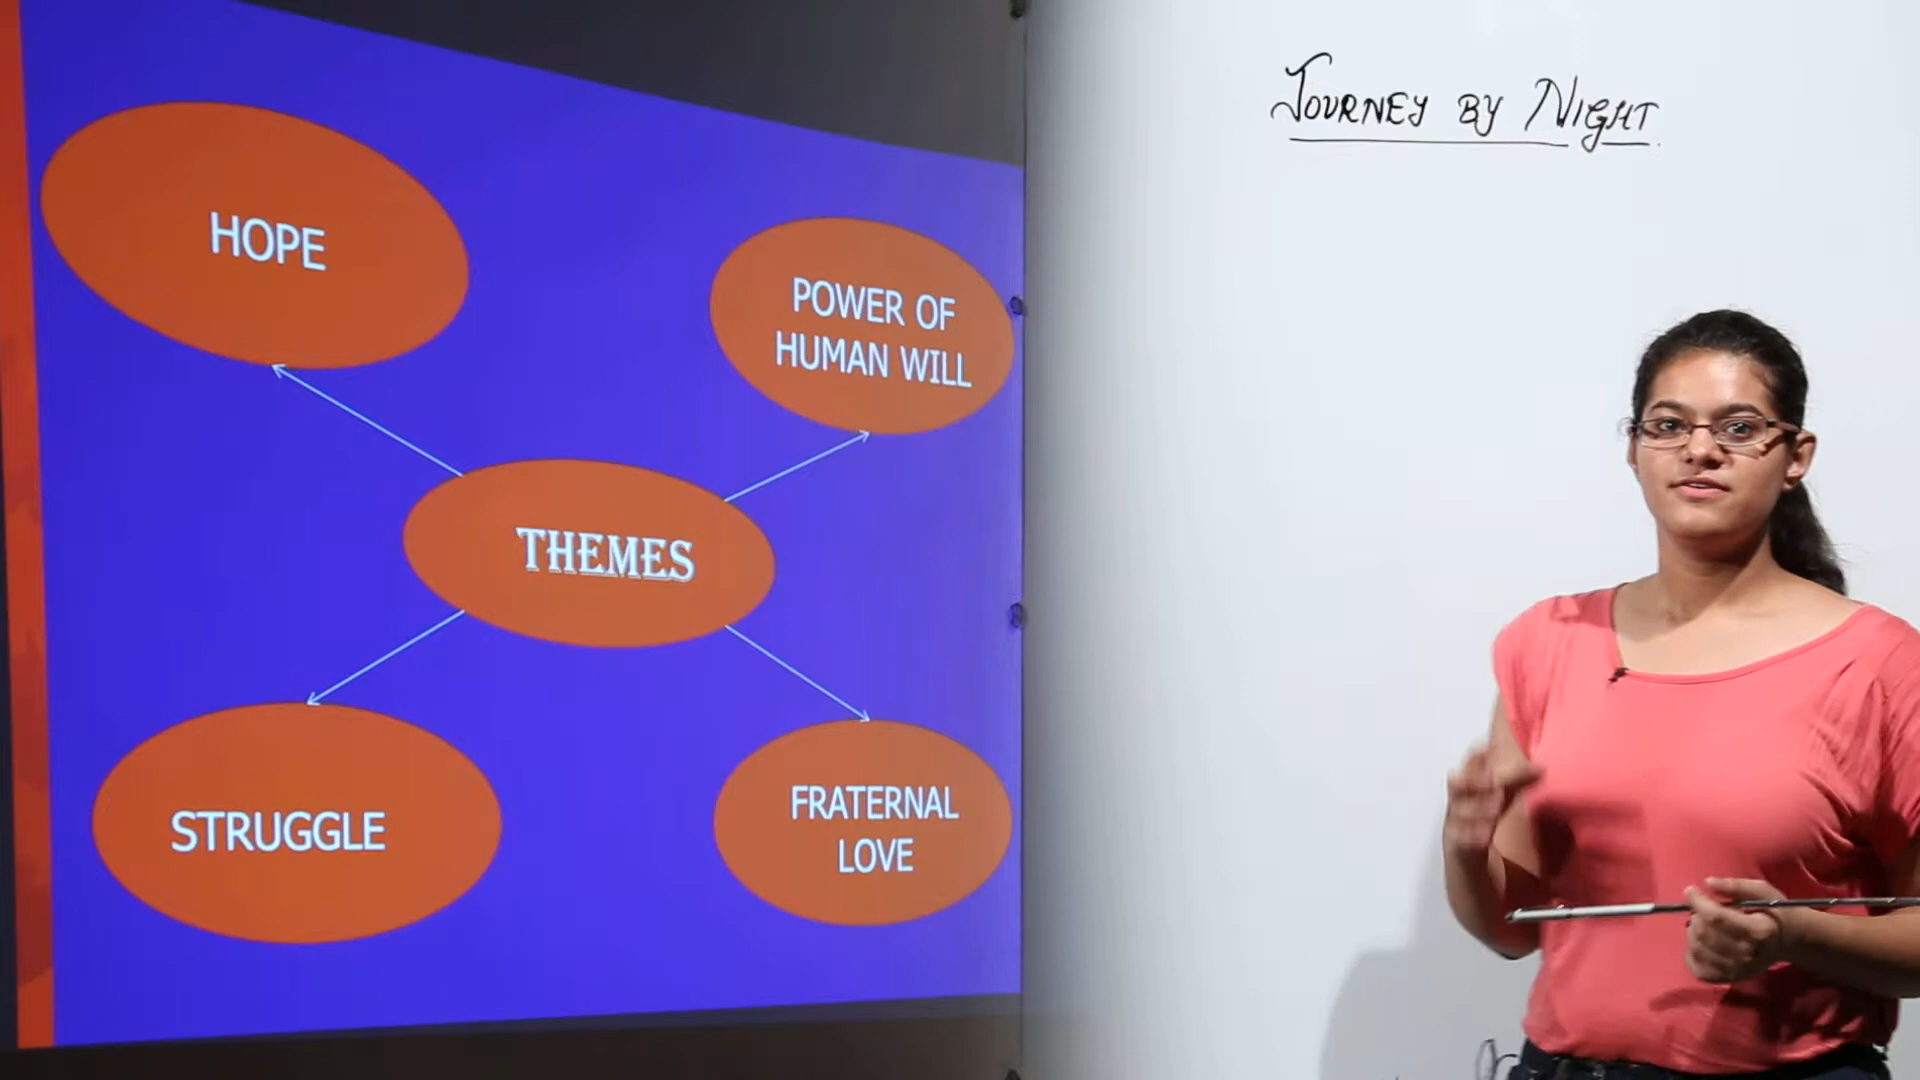 JOURNEY BY NIGHT.
HOPE
POWER OF
HUMAN WILL
THEMES
STRUGGLE
FRATERNAL
LOVE